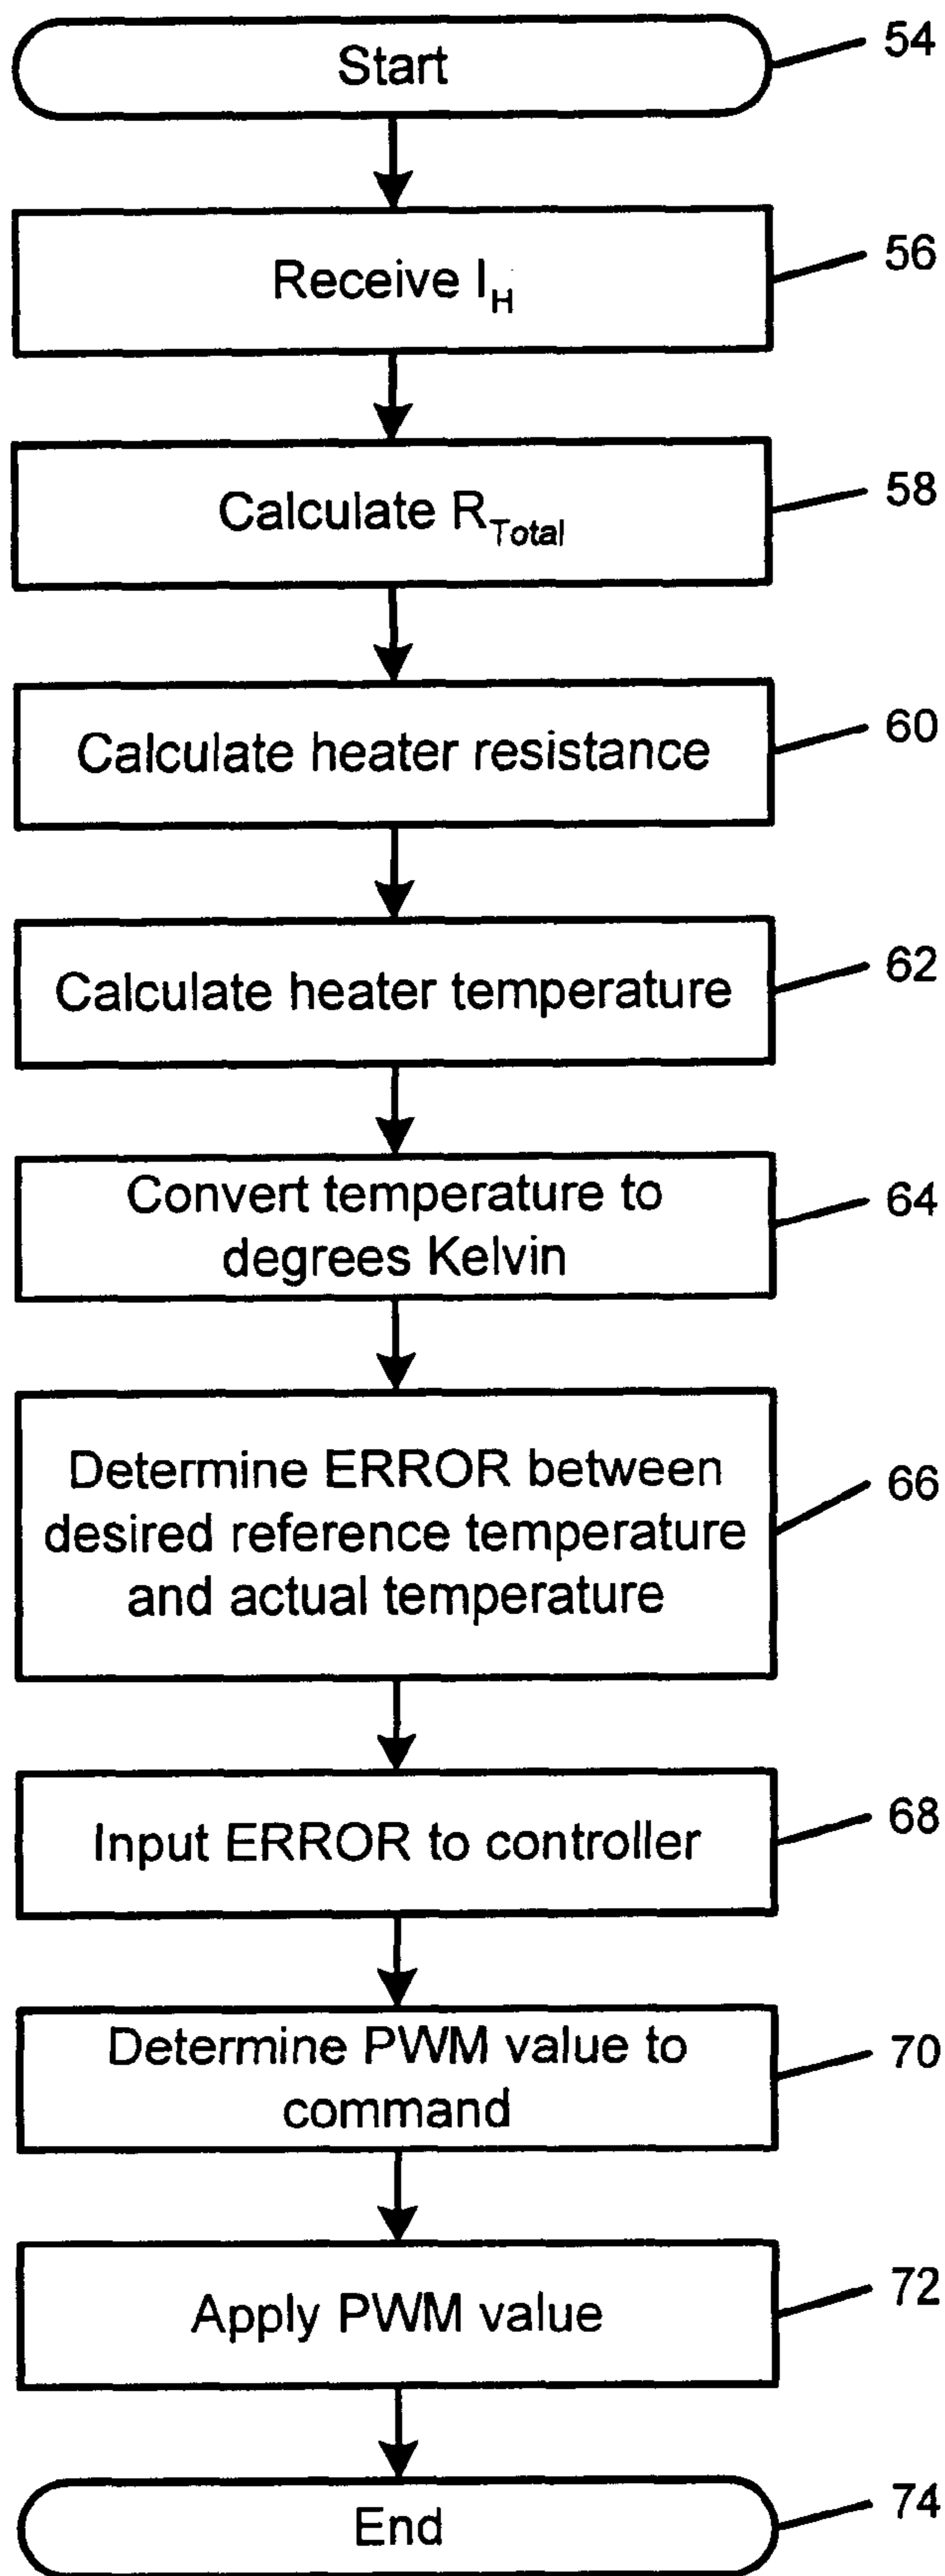 Start
54
Receive I_H
56
Calculate R_Total
58
Calculate heater resistance
60
Calculate heater temperature
62
Convert temperature to
degrees Kelvin
64
Determine ERROR between
desired reference temperature
and actual temperature
66
Input ERROR to controller
68
Determine PWM value to
command
70
Apply PWM value
72
End
74